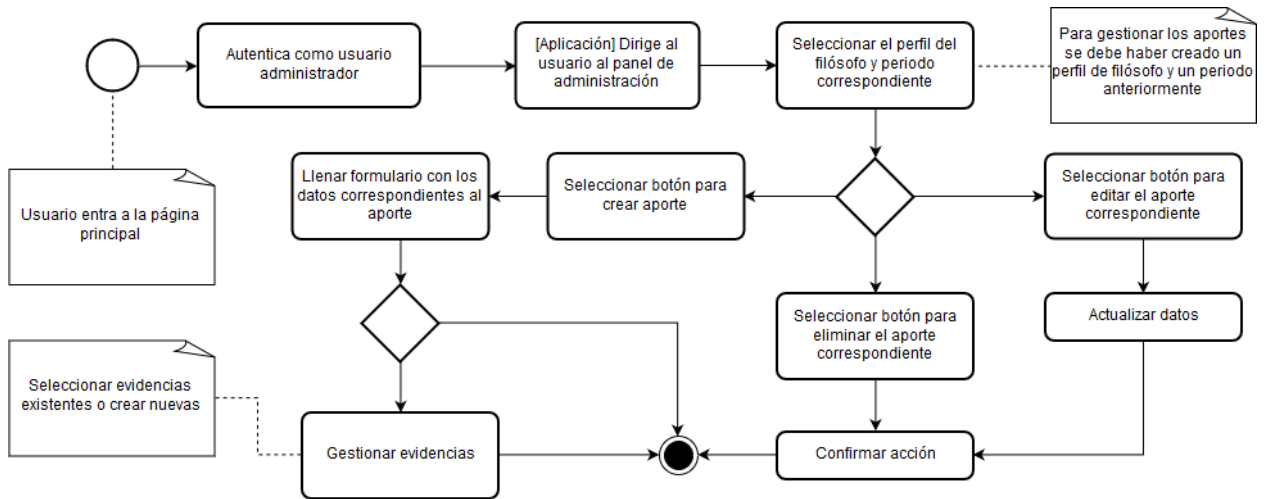 Autentica como usuario
administrador
[Aplicación] Dirige al
usuario al panel de
administración
Seleccionar el perfil del
filósofo y periodo
correspondiente
Para gestionar los aportes
se debe haber creado un
perfil de filósofo y un periodo
anteriormente
Usuario entra a la página
principal
Llenar formulario con los
datos correspondientes al
aporte
Seleccionar botón para
crear aporte
Seleccionar botón para
editar el aporte
correspondiente
Seleccionar botón para
eliminar el aporte
correspondiente
Actualizar datos
Seleccionar evidencias
existentes o crear nuevas
Gestionar evidencias
Confirmar acción